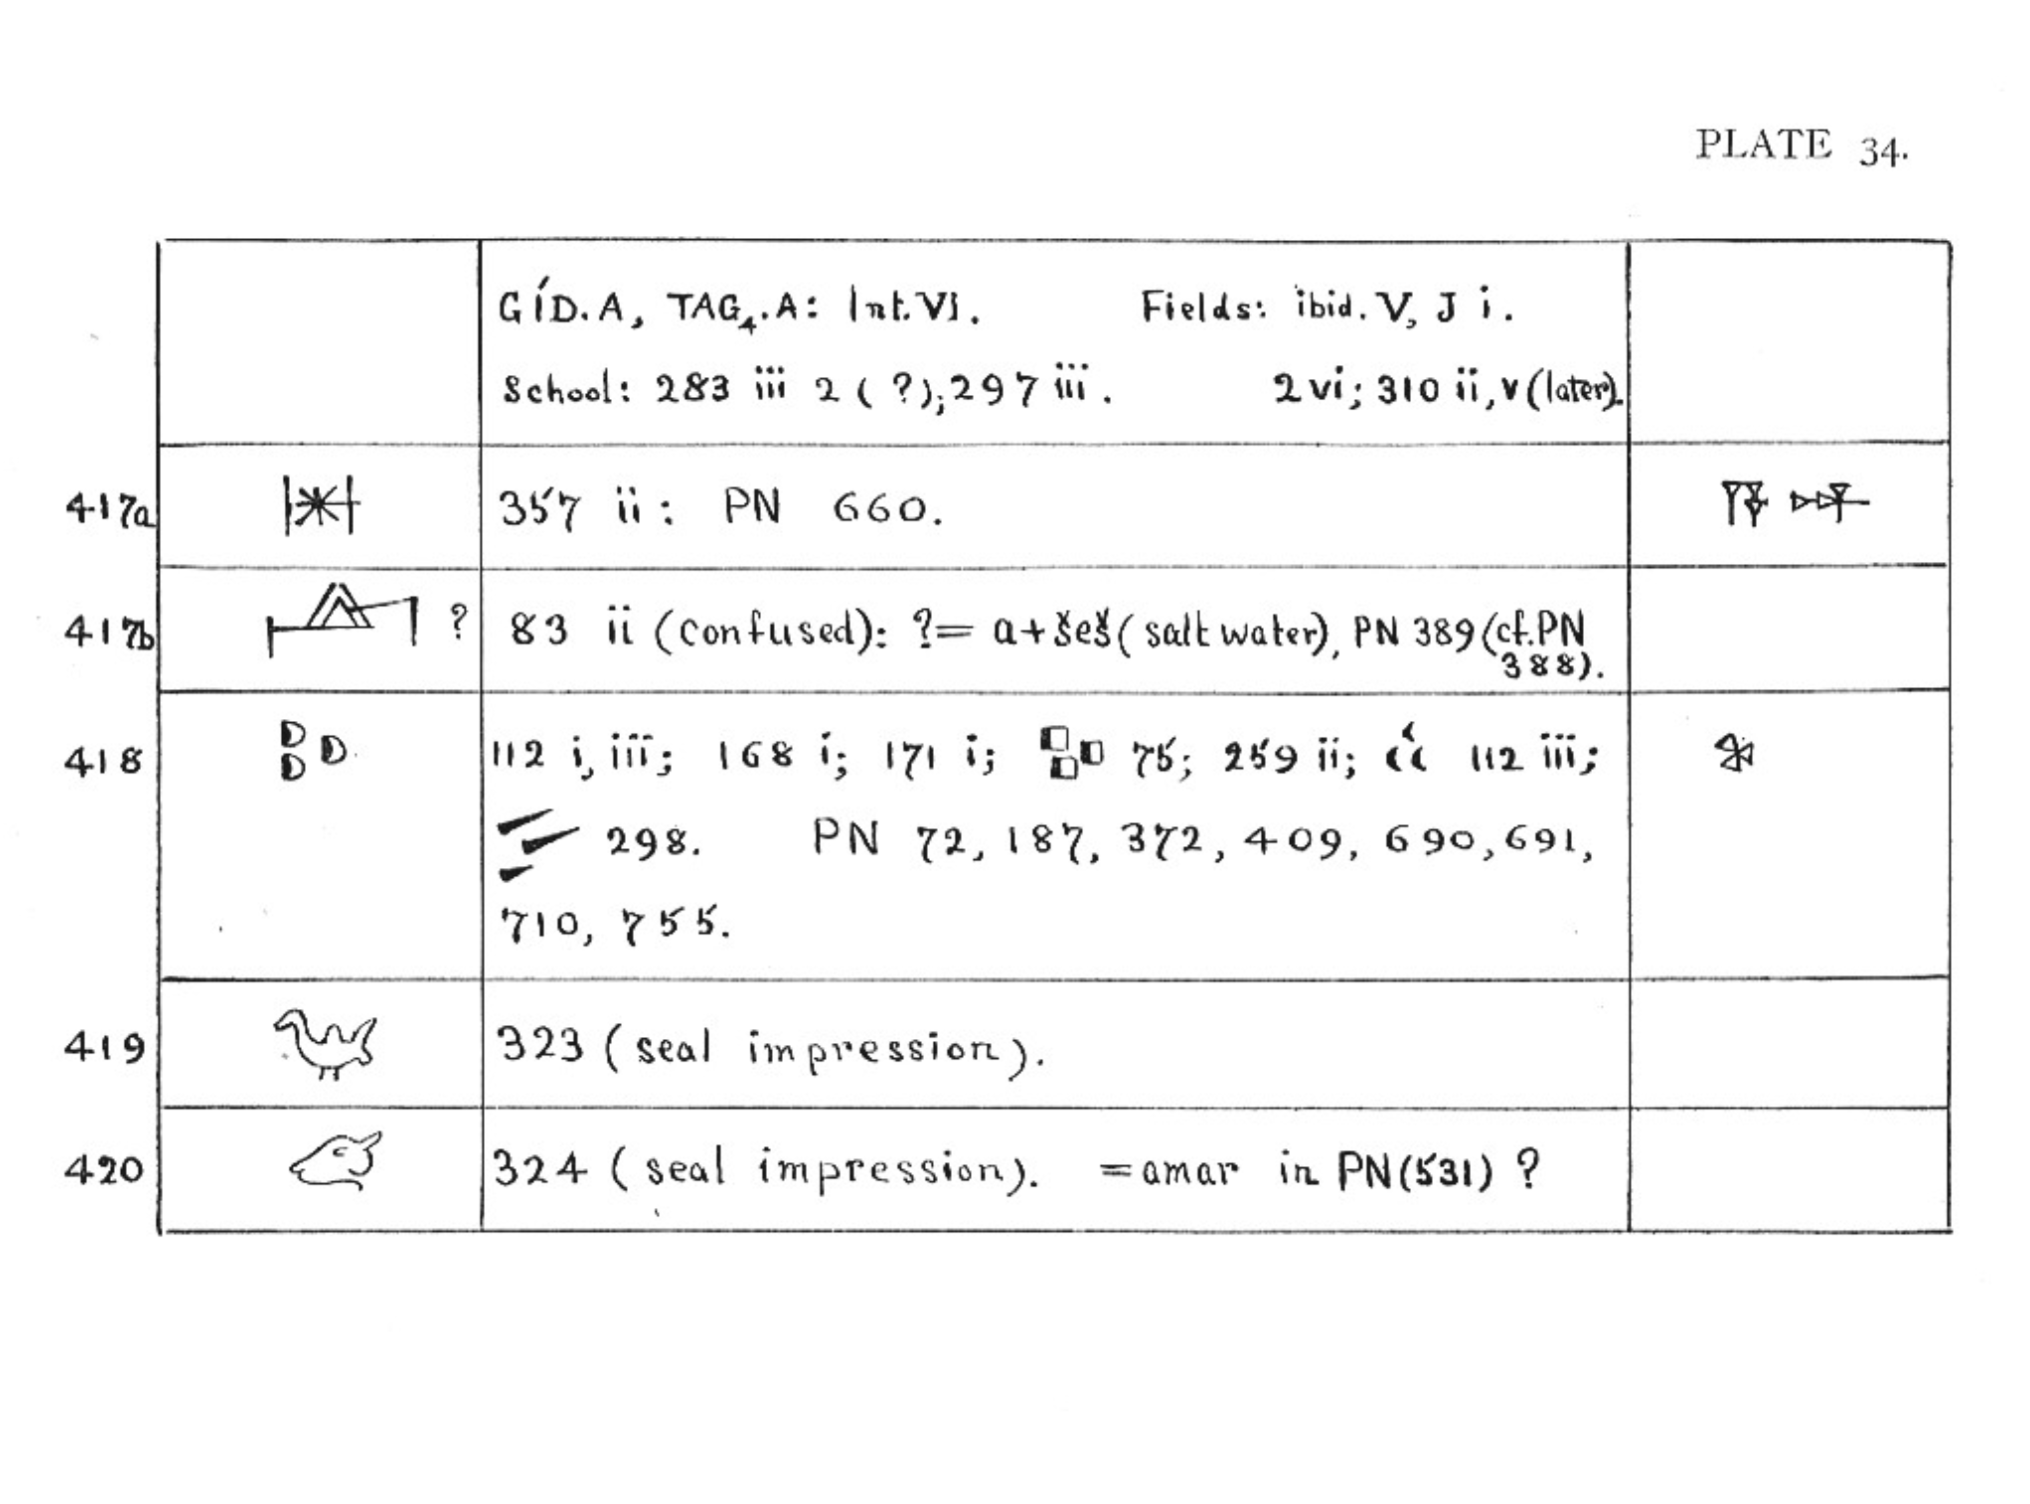 PLATE 34.
GÍD.A, TAG₄.A: Int.VI. Fields: ibid. V, J i.
School: 283 iii 2 (?); 297 iii. 2 vi; 310 ii, v (later).
417a 357 ii: PN 660. 𒀀𒀭
417b ? 83 ii (confused): ?= a+šeš (salt water), PN 389 (cf. PN
388).
418 112 i, iii; 168 i; 171 i; 75; 259 ii; 112 iii;
298. PN 72, 187, 372, 409, 690, 691,
710, 755.
419 323 (seal impression).
420 324 (seal impression). =amar in PN(531) ?